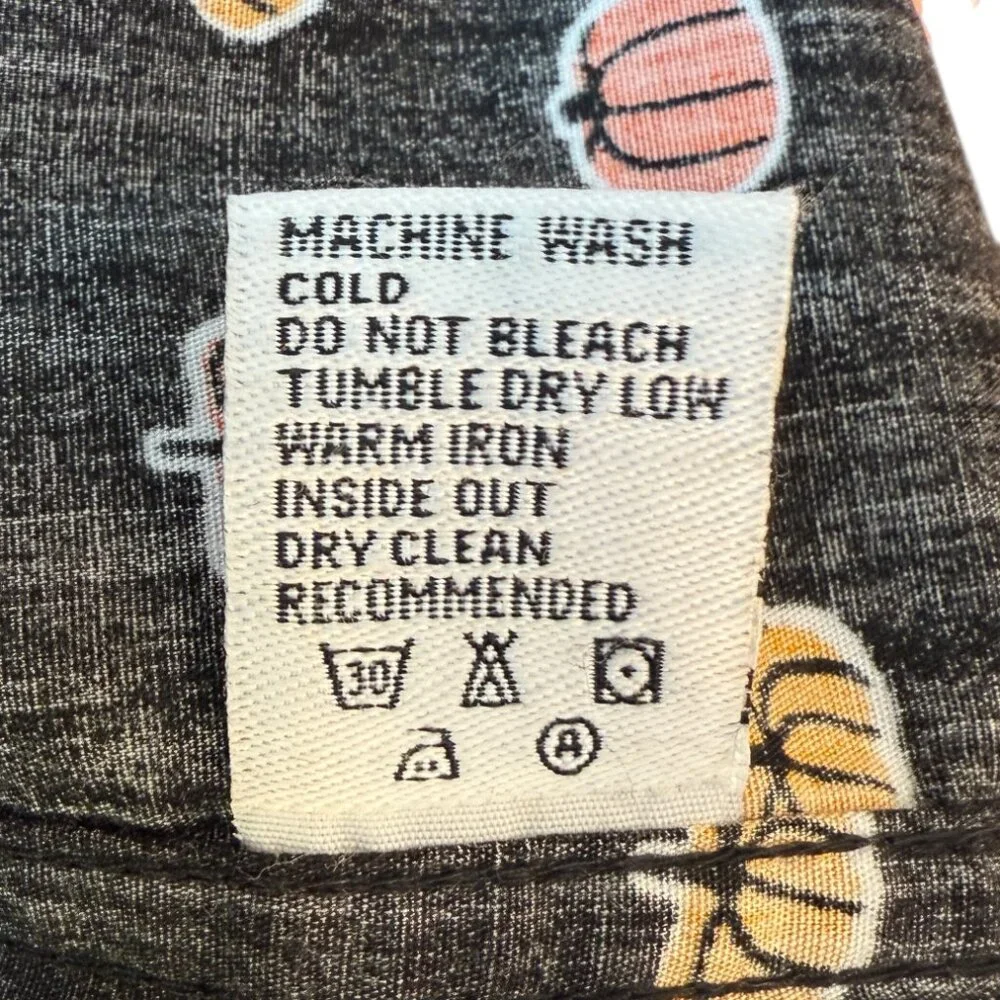 MACHINE WASH
COLD
DO NOT BLEACH
TUMBLE DRY LOW
WARM IRON
INSIDE OUT
DRY CLEAN
RECOMMENDED
30
A